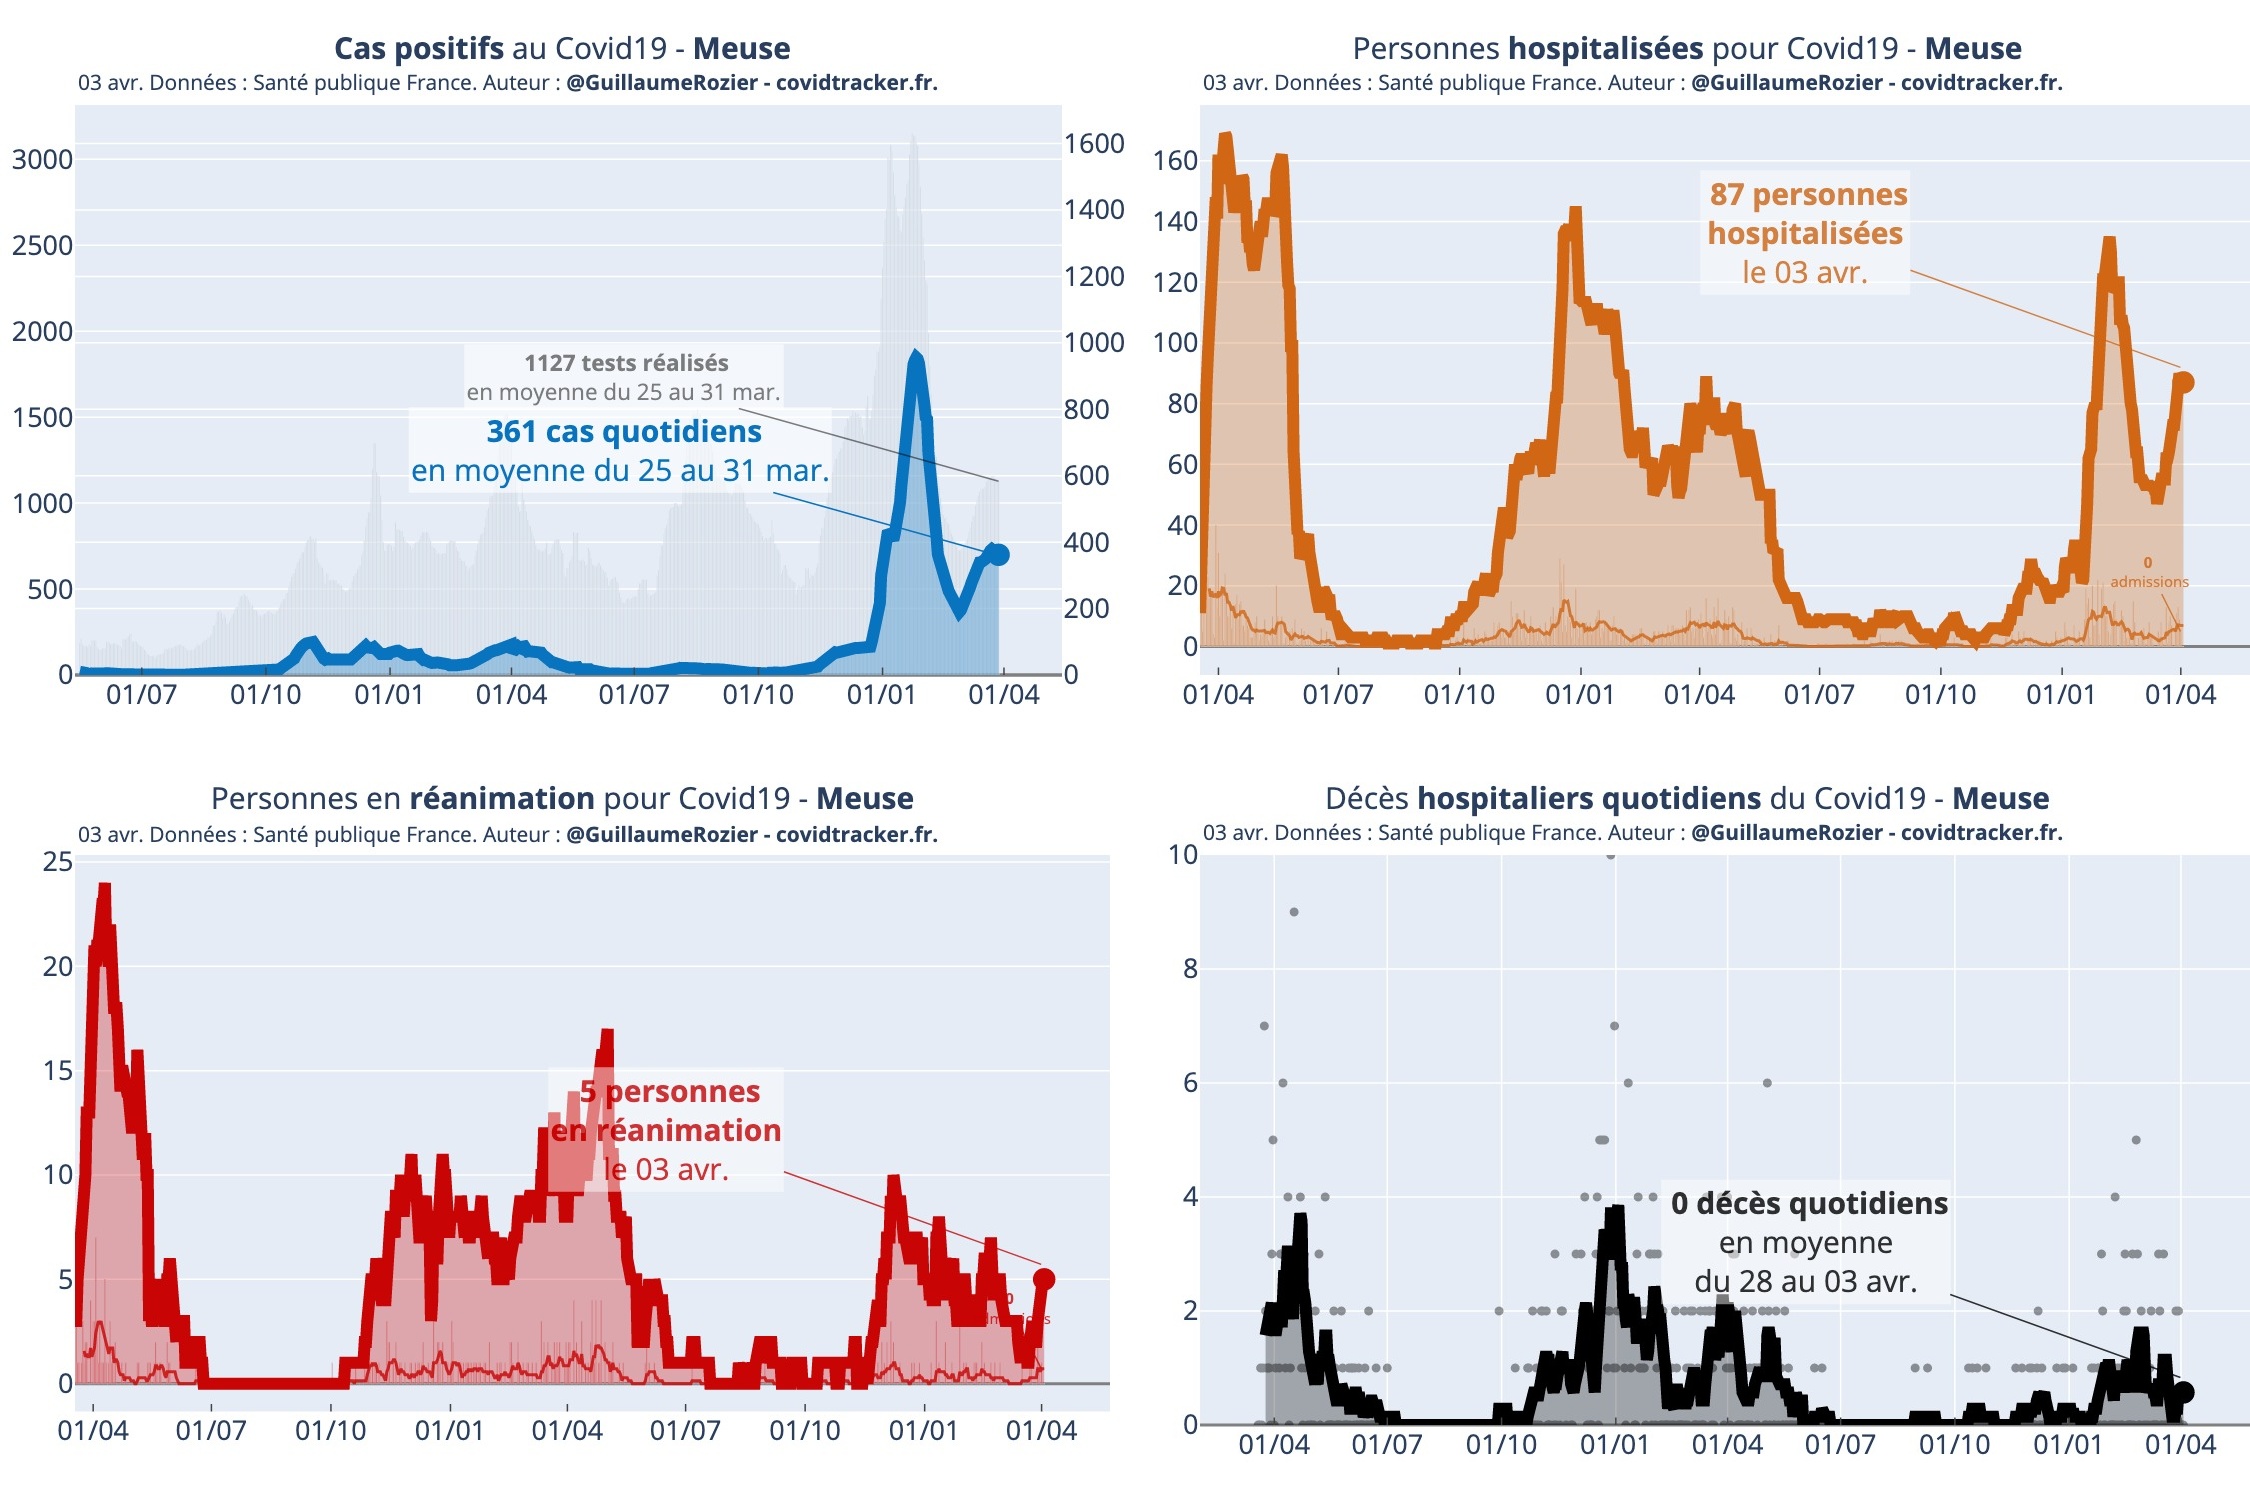 Cas positifs au Covid19 - Meuse
03 avr. Données : Santé publique France. Auteur : @GuillaumeRozier - covidtracker.fr.
3000
2500
2000
1500
1000
500
0
1600
1400
1200
1000
800
600
400
200
0
1127 tests réalisés
en moyenne du 25 au 31 mar.
361 cas quotidiens
en moyenne du 25 au 31 mar.
01/07 01/10 01/01 01/04 01/07 01/10 01/01 01/04
Personnes hospitalisées pour Covid19 - Meuse
03 avr. Données : Santé publique France. Auteur : @GuillaumeRozier - covidtracker.fr.
160
140
120
100
80
60
40
20
0
87 personnes
hospitalisées
le 03 avr.
0
admissions
01/04 01/07 01/10 01/01 01/04 01/07 01/10 01/01 01/04
Personnes en réanimation pour Covid19 - Meuse
03 avr. Données : Santé publique France. Auteur : @GuillaumeRozier - covidtracker.fr.
25
20
15
10
5
0
5 personnes
en réanimation
le 03 avr.
0
01/04 01/07 01/10 01/01 01/04 01/07 01/10 01/01 01/04
Décès hospitaliers quotidiens du Covid19 - Meuse
03 avr. Données : Santé publique France. Auteur : @GuillaumeRozier - covidtracker.fr.
10
8
6
4
2
0
0 décès quotidiens
en moyenne
du 28 au 03 avr.
01/04 01/07 01/10 01/01 01/04 01/07 01/10 01/01 01/04